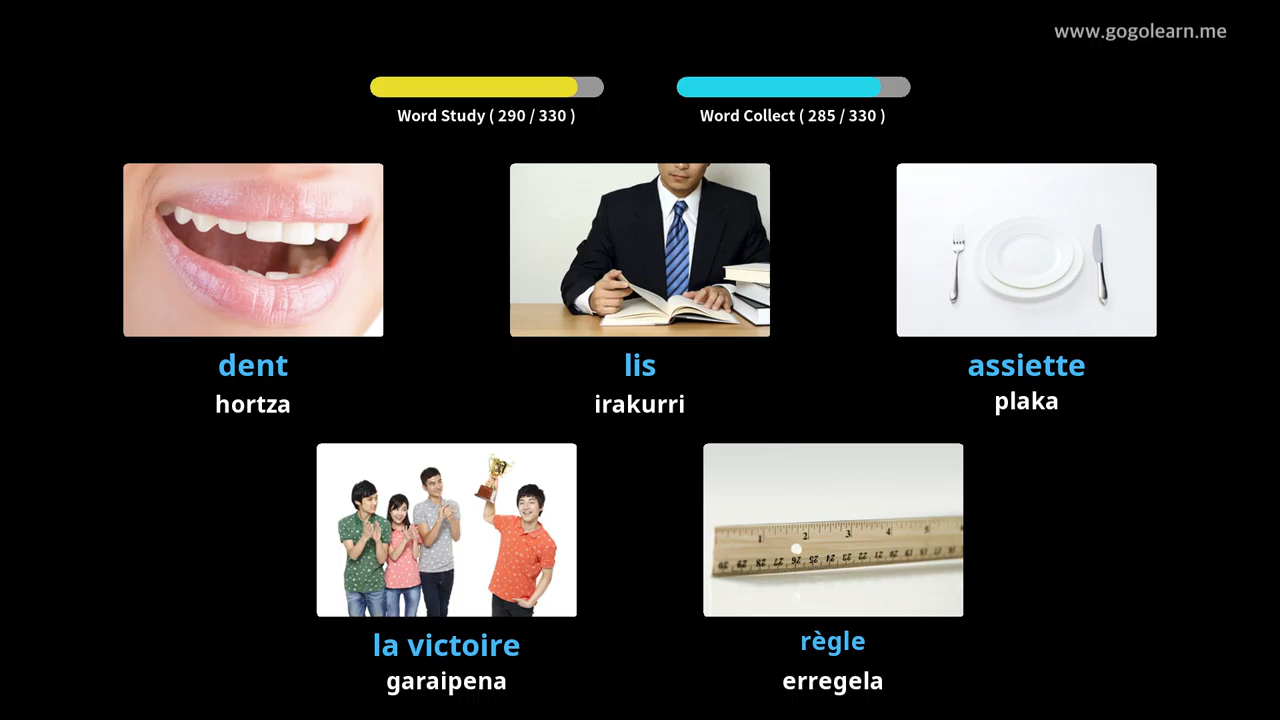 www.gogolearn.me
Word Study ( 290 / 330 )
Word Collect ( 285 / 330 )
dent
hortza
lis
irakurri
assiette
plaka
la victoire
garaipena
règle
erregela